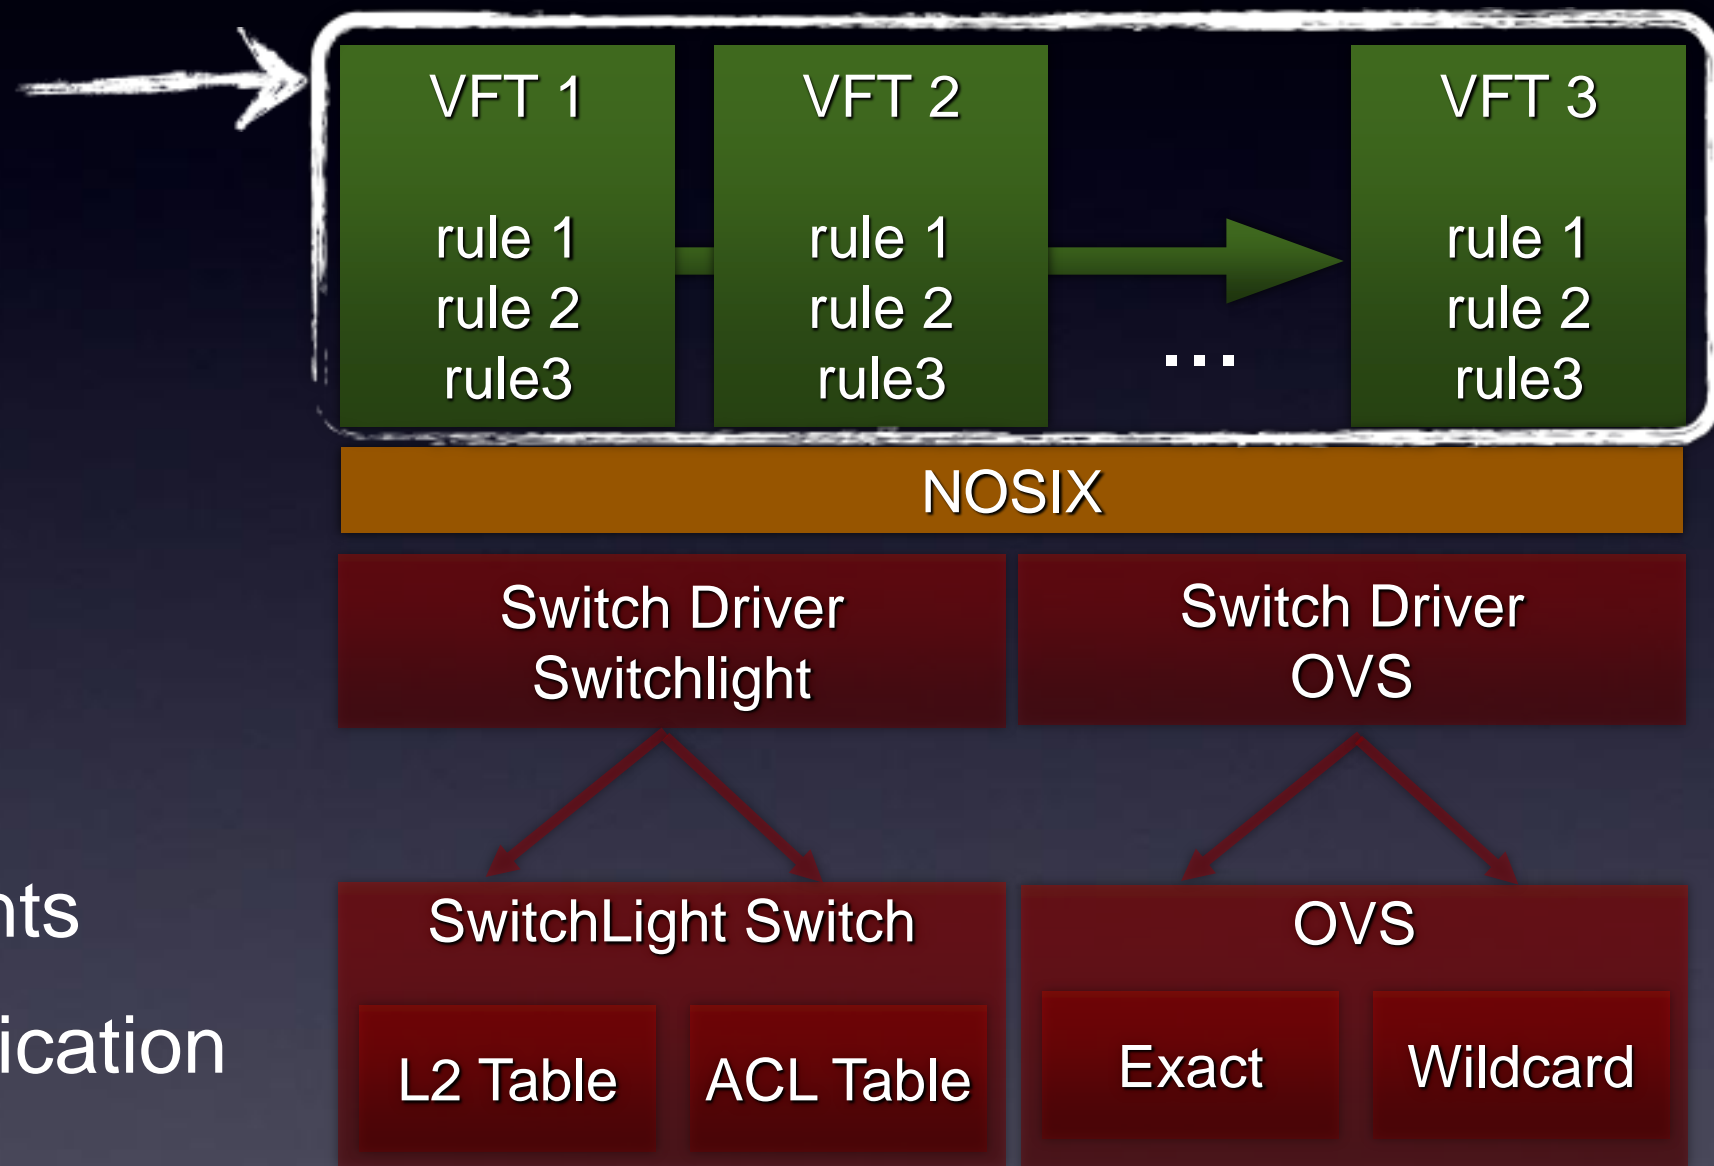 VFT 1
rule 1
rule 2
rule3
VFT 2
rule 1
rule 2
rule3
...
VFT 3
rule 1
rule 2
rule3
NOSIX
Switch Driver
Switchlight
Switch Driver
OVS
nts
ication
SwitchLight Switch
L2 Table
ACL Table
OVS
Exact
Wildcard